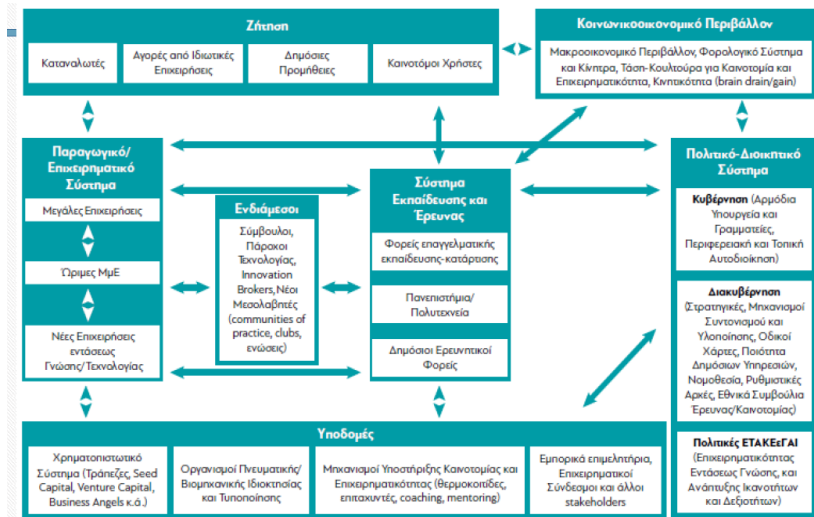 Ζήτηση
Καταναλωτές
Αγορές από Ιδιωτικές
Επιχειρήσεις
Δημόσιες
Προμήθειες
Καινοτόμοι Χρήστες
Κοινωνικοοικονομικό Περιβάλλον
Μακροοικονομικό Περιβάλλον, Φορολογικό Σύστημα
και Κίνητρα, Τάση-Κουλτούρα για Καινοτομία και
Επιχειρηματικότητα, Κινητικότητα (brain drain/gain)
Παραγωγικό/
Επιχειρηματικό
Σύστημα
Μεγάλες Επιχειρήσεις
Ώριμες ΜμΕ
Νέες Επιχειρήσεις
εντάσεως
Γνώσης/Τεχνολογίας
Ενδιάμεσοι
Σύμβουλοι,
Πάροχοι
Τεχνολογίας,
Innovation
Brokers, Νέοι
Μεσολαβητές
(communities of
practice, clubs,
ενώσεις)
Σύστημα
Εκπαίδευσης και
Έρευνας
Φορείς επαγγελματικής
εκπαίδευσης-κατάρτισης
Πανεπιστήμια/
Πολυτεχνεία
Δημόσιοι Ερευνητικοί
Φορείς
Πολιτικό-Διοικητικό
Σύστημα
Κυβέρνηση (Αρμόδια
Υπουργεία και
Γραμματείες,
Περιφερειακή και Τοπική
Αυτοδιοίκηση)
Διακυβέρνηση
(Στρατηγικές, Μηχανισμοί
Συντονισμού και
Υλοποίησης, Οδικοί
Χάρτες, Ποιότητα
Δημόσιων Υπηρεσιών,
Νομοθεσία, Ρυθμιστικές
Αρχές, Εθνικά Συμβούλια
Έρευνας/Καινοτομίας)
Πολιτικές ΕΤΑΚΕεΓΑΙ
(Επιχειρηματικότητας
Εντάσεως Γνώσης, και
Ανάπτυξης Ικανοτήτων
και Δεξιοτήτων)
Υποδομές
Χρηματοπιστωτικό
Σύστημα (Τράπεζες, Seed
Capital, Venture Capital,
Business Angels κ.ά.)
Οργανισμοί Πνευματικής/
Βιομηχανικής Ιδιοκτησίας
και Τυποποίησης
Μηχανισμοί Υποστήριξης Καινοτομίας και
Επιχειρηματικότητας (θερμοκοιτίδες,
επιταχυντές, coaching, mentoring)
Εμπορικά επιμελητήρια,
Επιχειρηματικοί
Σύνδεσμοι και άλλοι
stakeholders